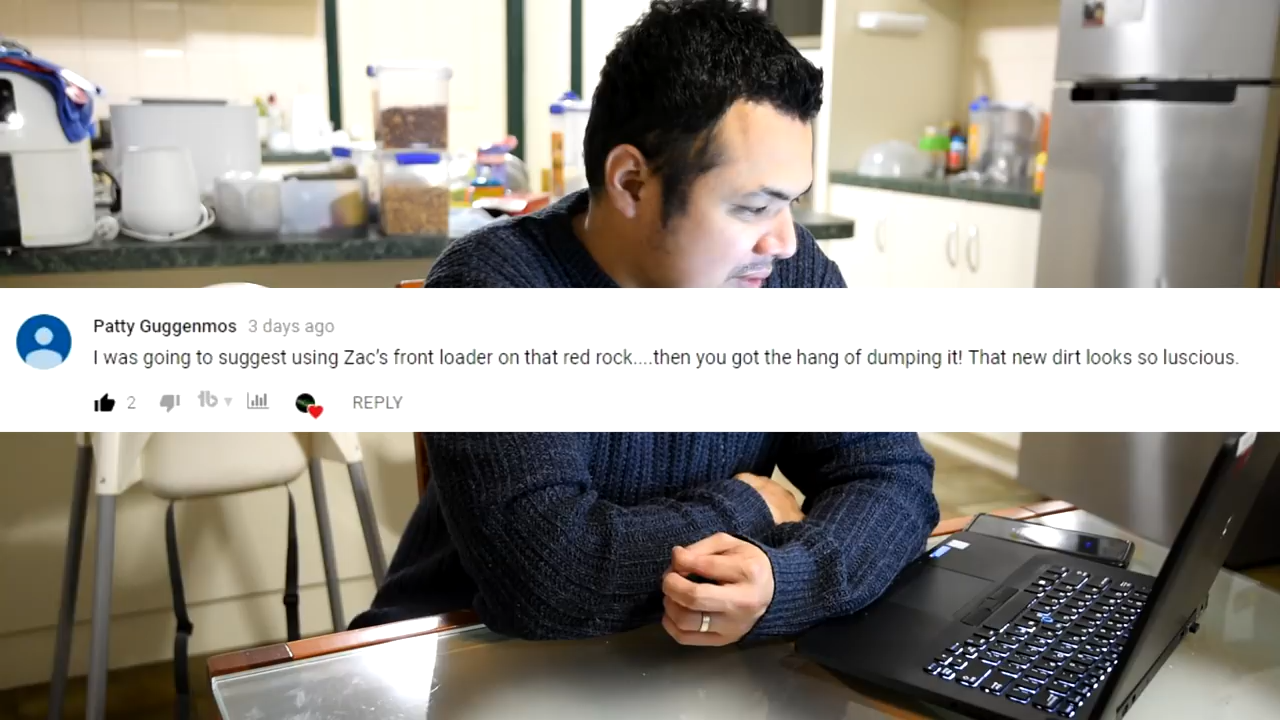 Patty Guggenmos 3 days ago
I was going to suggest using Zac's front loader on that red rock....then you got the hang of dumping it! That new dirt looks so luscious.
2 REPLY